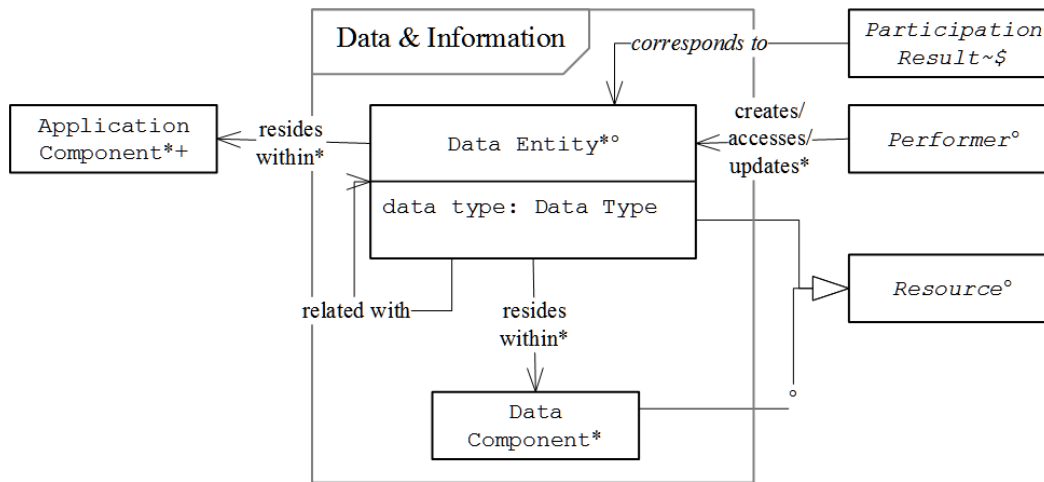 Data & Information
corresponds to
Participation
Result~$
Application
Component*+
resides
within*
Data Entity*°
creates/
accesses/
updates*
Performer°
data type: Data Type
related with
resides
within*
Resource°
°
Data
Component*